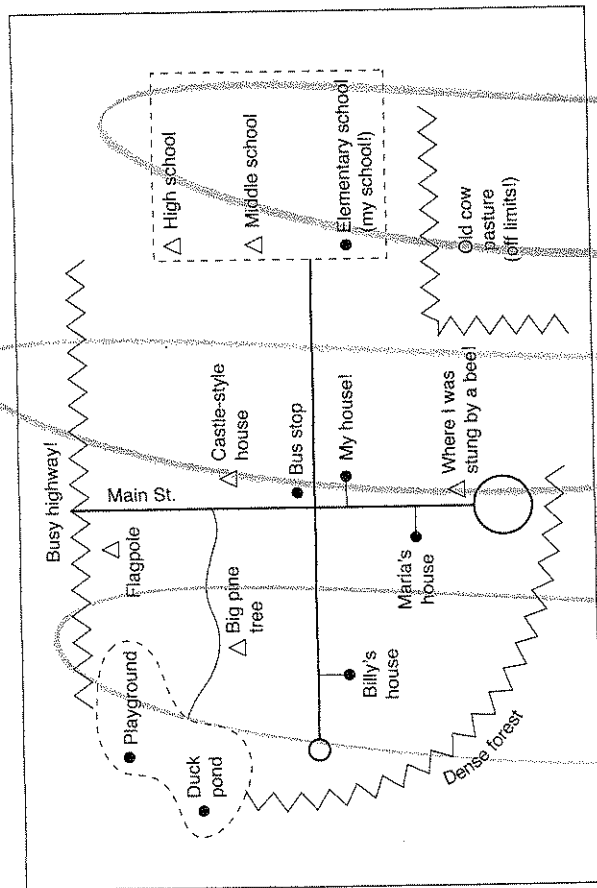 Busy highway!
Main St.
Flagpole
Playground
Duck
pond
Big pine
tree
Castle-style
house
Bus stop
My house!
High school
Middle school
Elementary school
(my school!)
Billy's
house
Maria's
house
Where I was
stung by a bee!
Old cow
pasture
(off limits!)
Dense forest